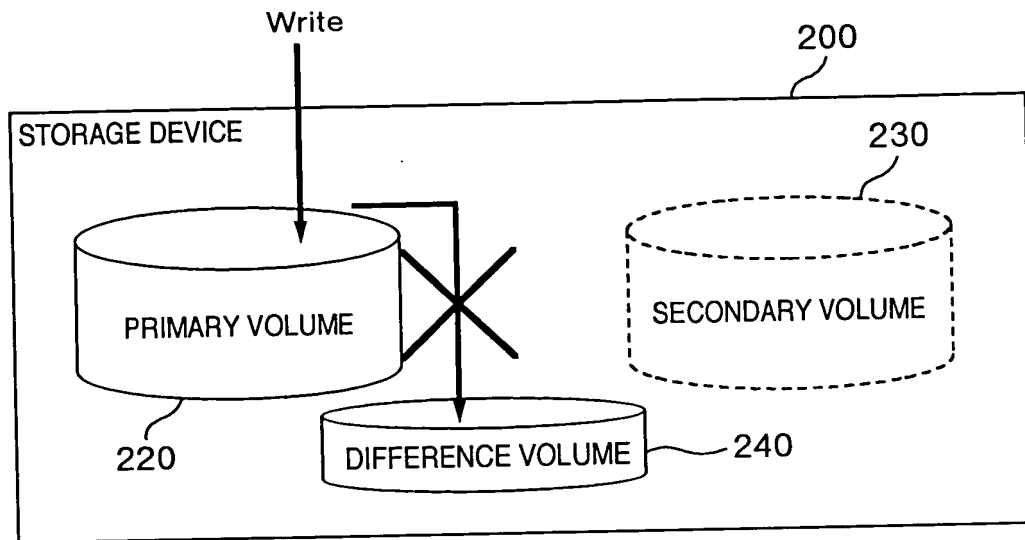 Write
200
STORAGE DEVICE
230
PRIMARY VOLUME
SECONDARY VOLUME
220
DIFFERENCE VOLUME
240